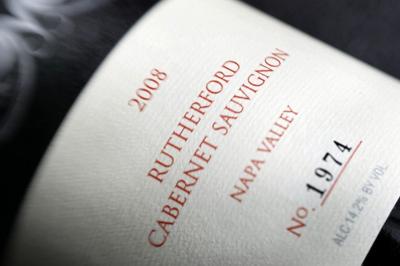 2008
RUTHERFORD
CABERNET SAUVIGNON
NAPA VALLEY
No. 1974
ALC. 14.2% BY VOL.